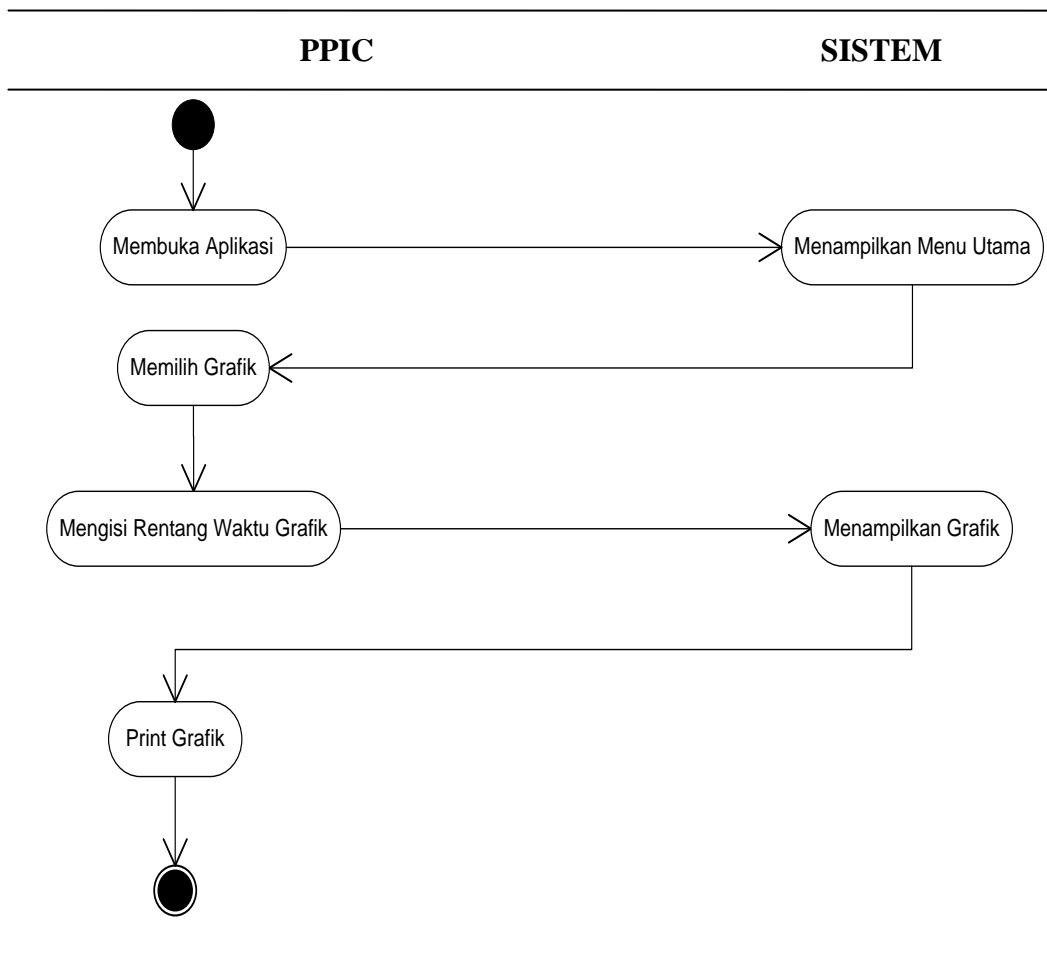 PPIC
SISTEM
Membuka Aplikasi
Menampilkan Menu Utama
Memilih Grafik
Mengisi Rentang Waktu Grafik
Menampilkan Grafik
Print Grafik